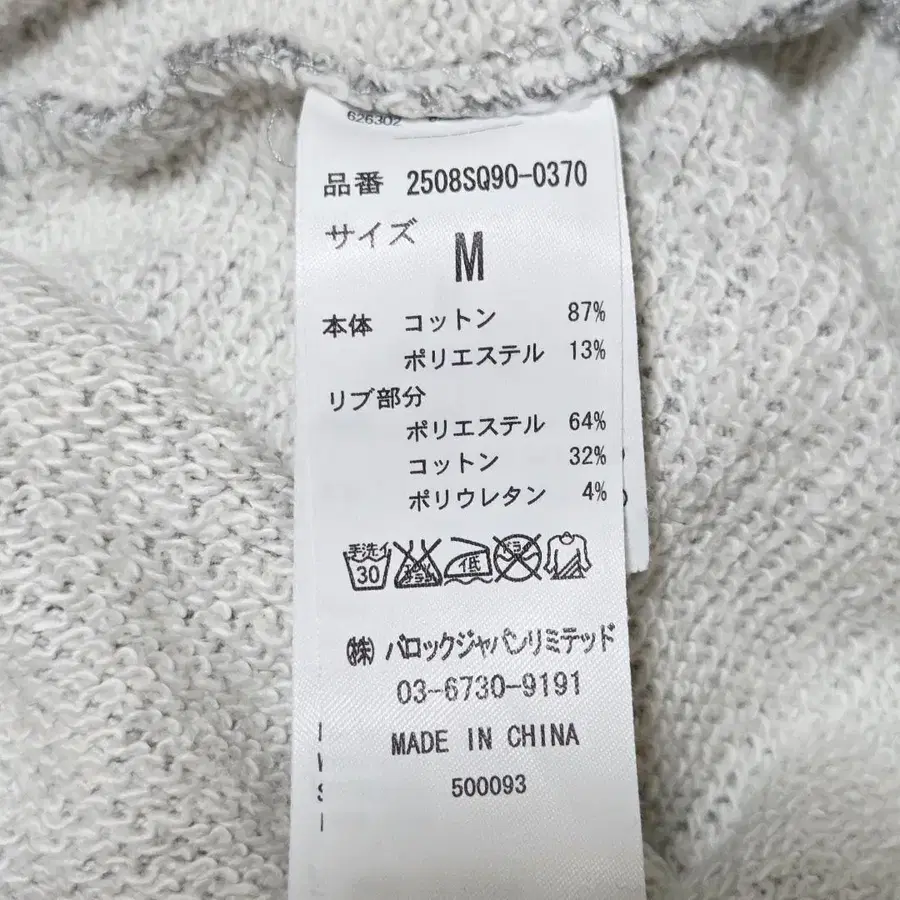 626302
品番 2508SQ90-0370
サイズ
M
本体 コットン 87%
ポリエステル 13%
リブ部分
ポリエステル 64%
コットン 32%
ポリウレタン 4%
手洗イ 30 低 ドライ
㈱ バロックジャパンリミテッド
03-6730-9191
MADE IN CHINA
500093